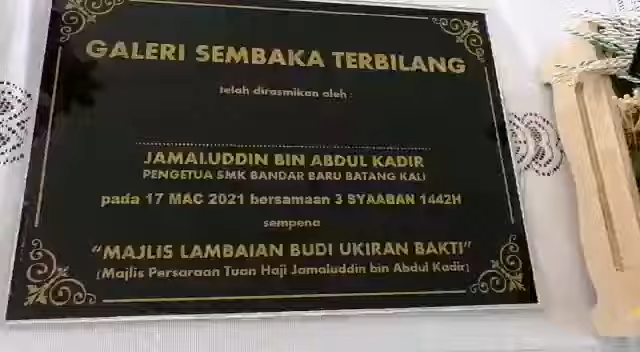 GALERI SEMBAKA TERBILANG
telah dirasmikan oleh :
JAMALUDDIN BIN ABDUL KADIR
PENGETUA SMK BANDAR BARU BATANG KALI
pada 17 MAC 2021 bersamaan 3 SYAABAN 1442H
sempena
"MAJLIS LAMBAIAN BUDI UKIRAN BAKTI"
(Majlis Persaraan Tuan Haji Jamaluddin bin Abdul Kadir)